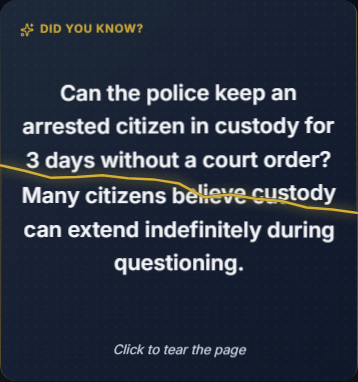 DID YOU KNOW?
Can the police keep an
arrested citizen in custody for
3 days without a court order?
Many citizens believe custody
can extend indefinitely during
questioning.
Click to tear the page